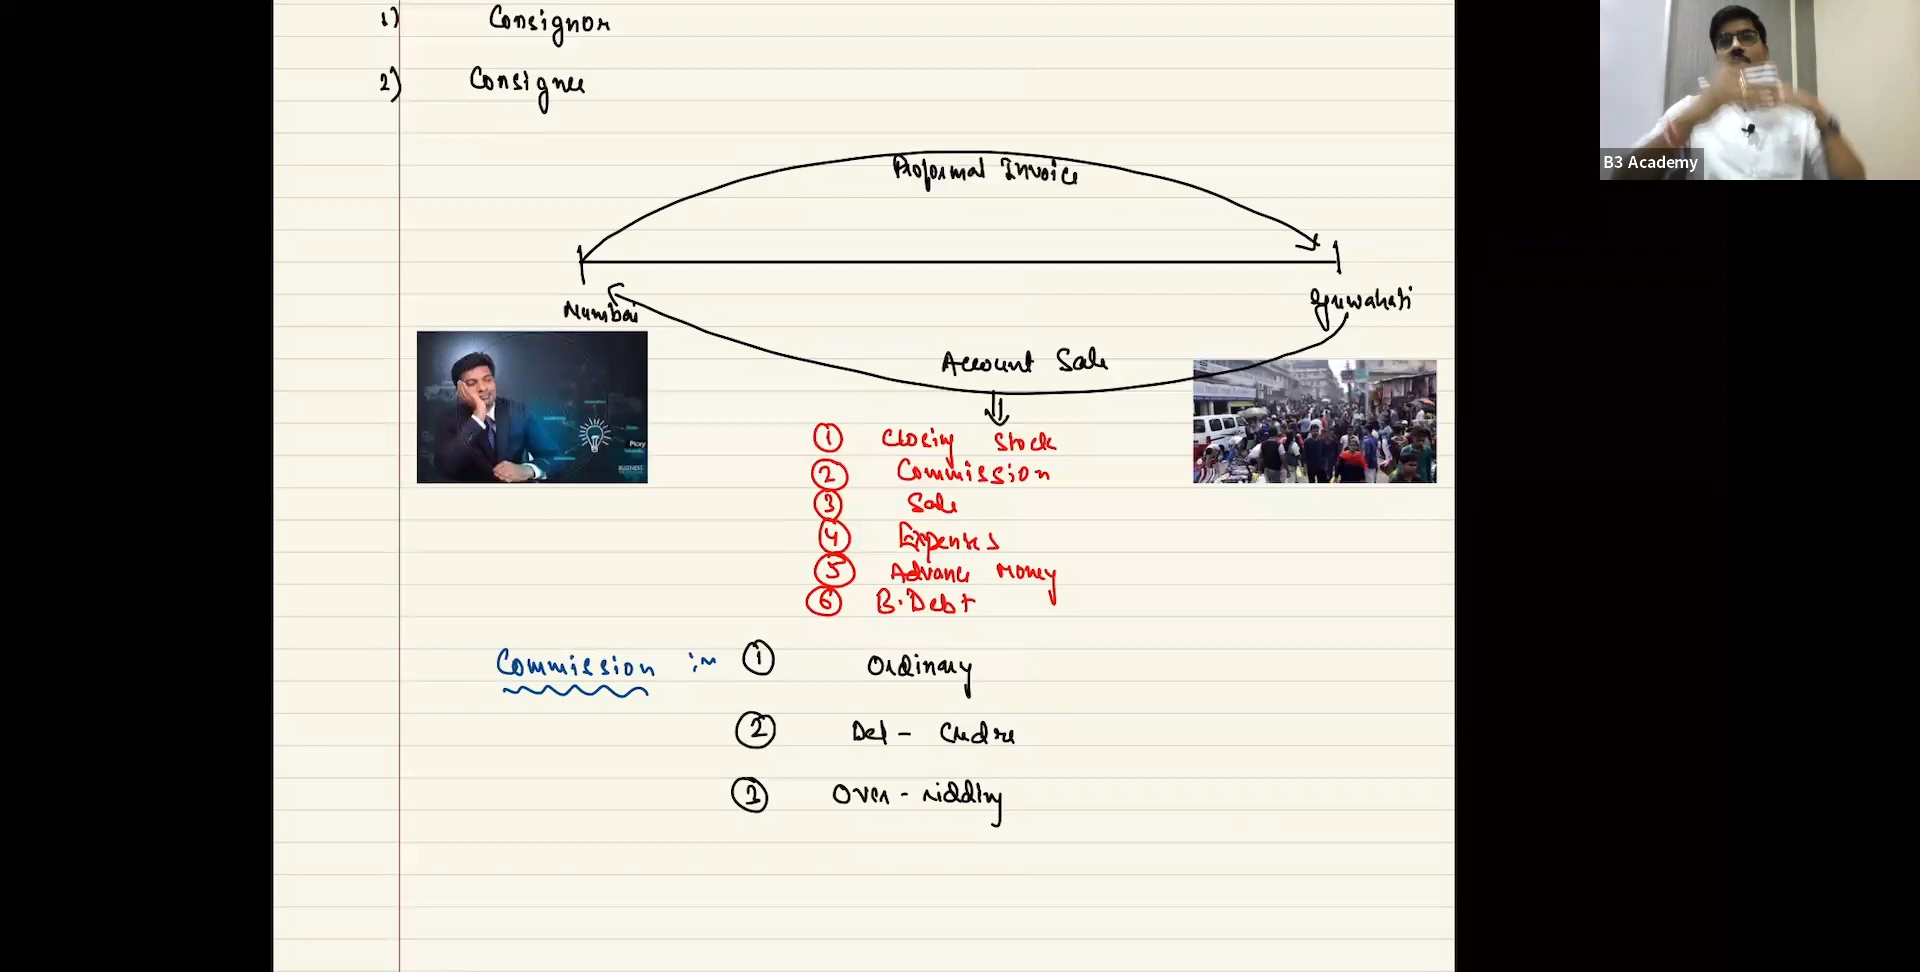 1) Consignor
2) Consignee
Proformal Invoice
Mumbai
Guwahati
Account Sale
① Closing Stock
② Commission
③ Sale
④ Expenses
⑤ Advance Money
⑥ B.Debt
Commission :~ ① Ordinary
② Del - Credre
③ Over - ridding
B3 Academy